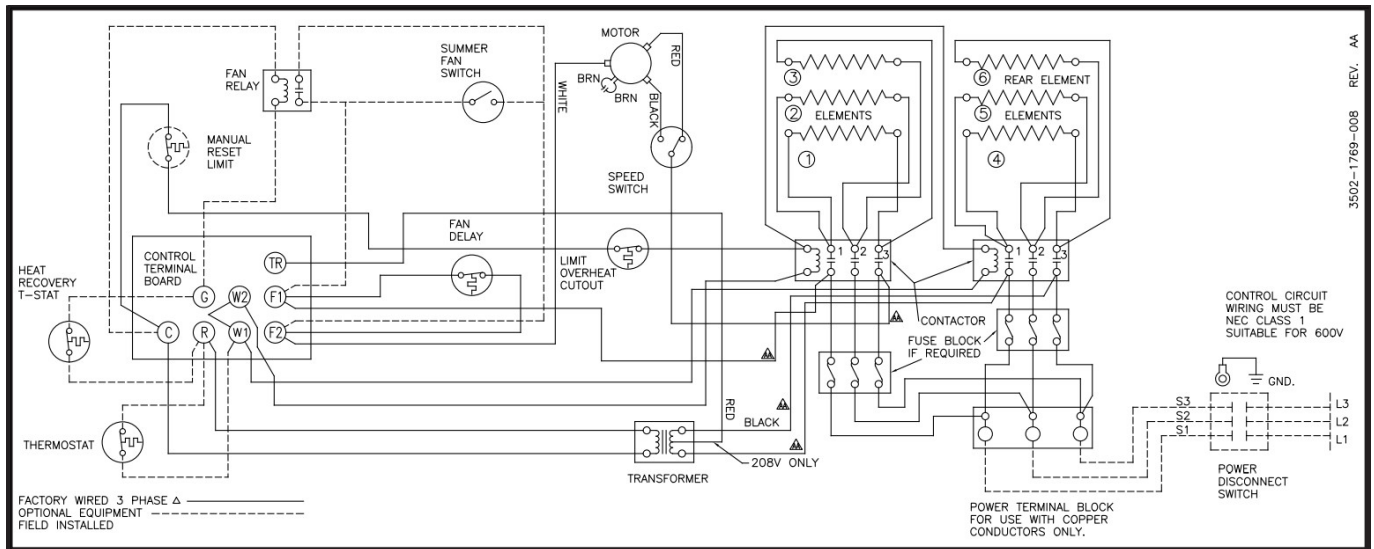 MOTOR
RED
SUMMER
FAN
SWITCH
FAN
RELAY
BRN
BRN
WHITE
BLACK
3
2
ELEMENTS
1
6
REAR ELEMENT
5
ELEMENTS
4
3502-1769-008 REV. AA
MANUAL
RESET
LIMIT
SPEED
SWITCH
FAN
DELAY
CONTROL
TERMINAL
BOARD
TR
G
W2
F1
C
R
W1
F2
HEAT
RECOVERY
T-STAT
LIMIT
OVERHEAT
CUTOUT
1
2
3
1
2
3
CONTACTOR
FUSE BLOCK
IF REQUIRED
CONTROL CIRCUIT
WIRING MUST BE
NEC CLASS 1
SUITABLE FOR 600V
GND.
S3
S2
S1
L3
L2
L1
POWER
DISCONNECT
SWITCH
THERMOSTAT
RED
BLACK
208V ONLY
TRANSFORMER
POWER TERMINAL BLOCK
FOR USE WITH COPPER
CONDUCTORS ONLY.
FACTORY WIRED 3 PHASE Δ
OPTIONAL EQUIPMENT
FIELD INSTALLED